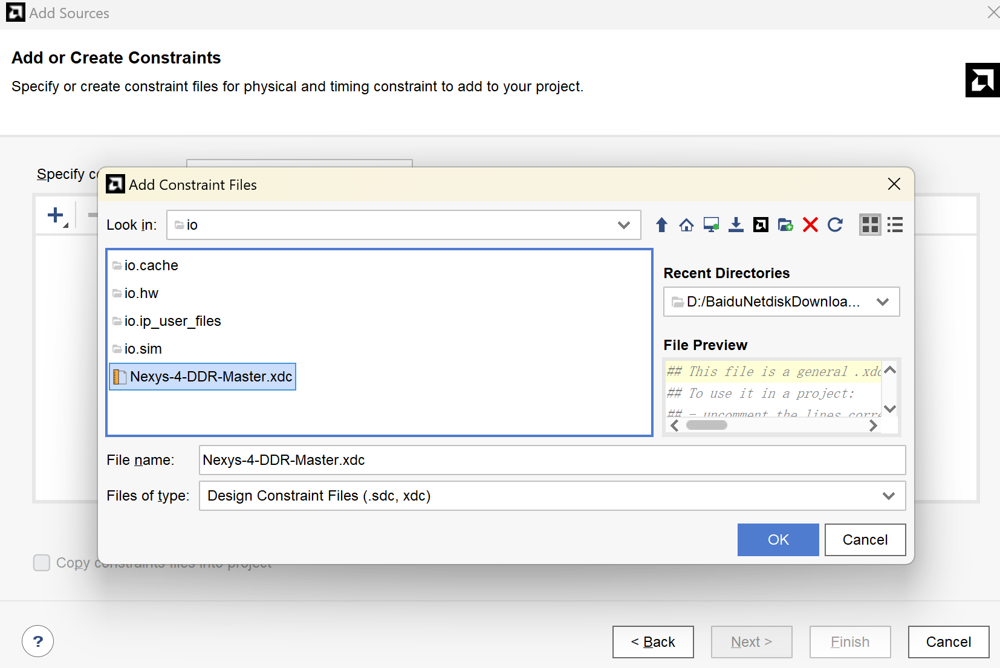 Add Sources
Add or Create Constraints
Specify or create constraint files for physical and timing constraint to add to your project.
Specify
Add Constraint Files
Look in:
io
io.cache
io.hw
io.ip_user_files
io.sim
Nexys-4-DDR-Master.xdc
Recent Directories
D:/BaiduNetdiskDownloa...
File Preview
## This file is a general .xdc
## To use it in a project:
## - uncomment the lines
File name:
Nexys-4-DDR-Master.xdc
Files of type:
Design Constraint Files (.sdc, xdc)
OK
Cancel
Copy constraints files into project
?
< Back
Next >
Finish
Cancel